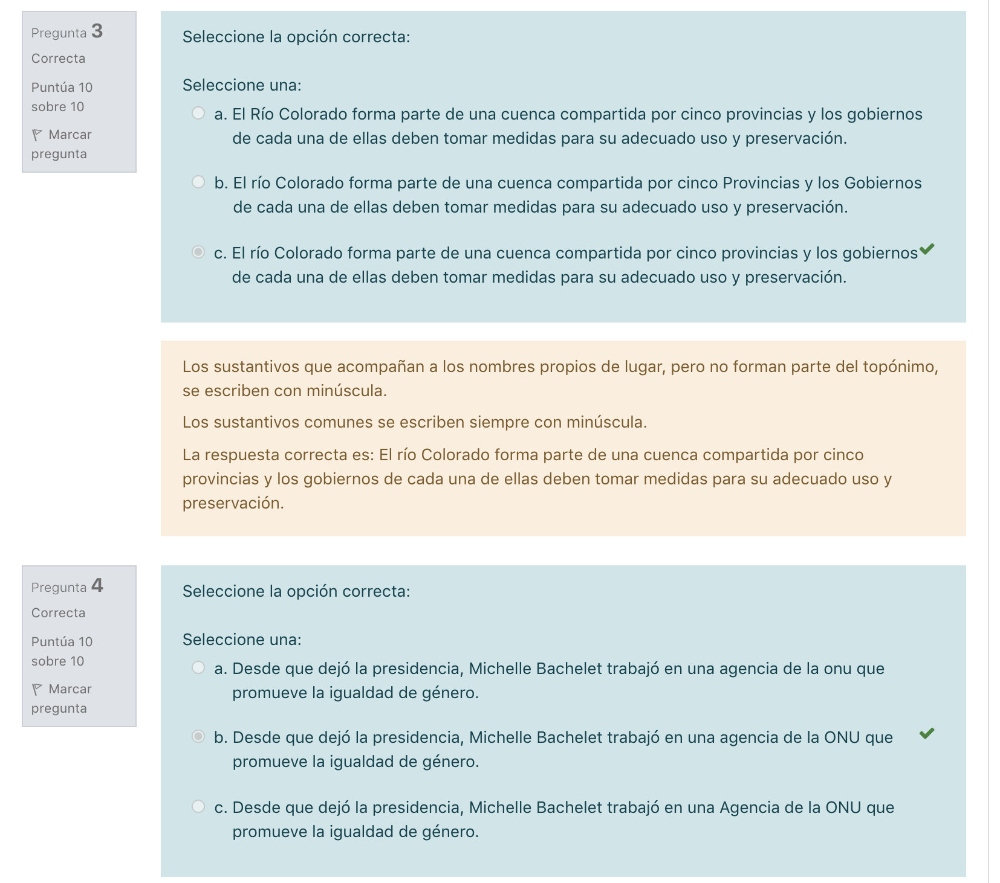 Pregunta 3
Correcta
Puntúa 10
sobre 10
Marcar
pregunta
Seleccione la opción correcta:
Seleccione una:
a. El Río Colorado forma parte de una cuenca compartida por cinco provincias y los gobiernos
de cada una de ellas deben tomar medidas para su adecuado uso y preservación.
b. El río Colorado forma parte de una cuenca compartida por cinco Provincias y los Gobiernos
de cada una de ellas deben tomar medidas para su adecuado uso y preservación.
c. El río Colorado forma parte de una cuenca compartida por cinco provincias y los gobiernos
de cada una de ellas deben tomar medidas para su adecuado uso y preservación.
Los sustantivos que acompañan a los nombres propios de lugar, pero no forman parte del topónimo,
se escriben con minúscula.
Los sustantivos comunes se escriben siempre con minúscula.
La respuesta correcta es: El río Colorado forma parte de una cuenca compartida por cinco
provincias y los gobiernos de cada una de ellas deben tomar medidas para su adecuado uso y
preservación.
Pregunta 4
Correcta
Puntúa 10
sobre 10
Marcar
pregunta
Seleccione la opción correcta:
Seleccione una:
a. Desde que dejó la presidencia, Michelle Bachelet trabajó en una agencia de la onu que
promueve la igualdad de género.
b. Desde que dejó la presidencia, Michelle Bachelet trabajó en una agencia de la ONU que
promueve la igualdad de género.
c. Desde que dejó la presidencia, Michelle Bachelet trabajó en una Agencia de la ONU que
promueve la igualdad de género.